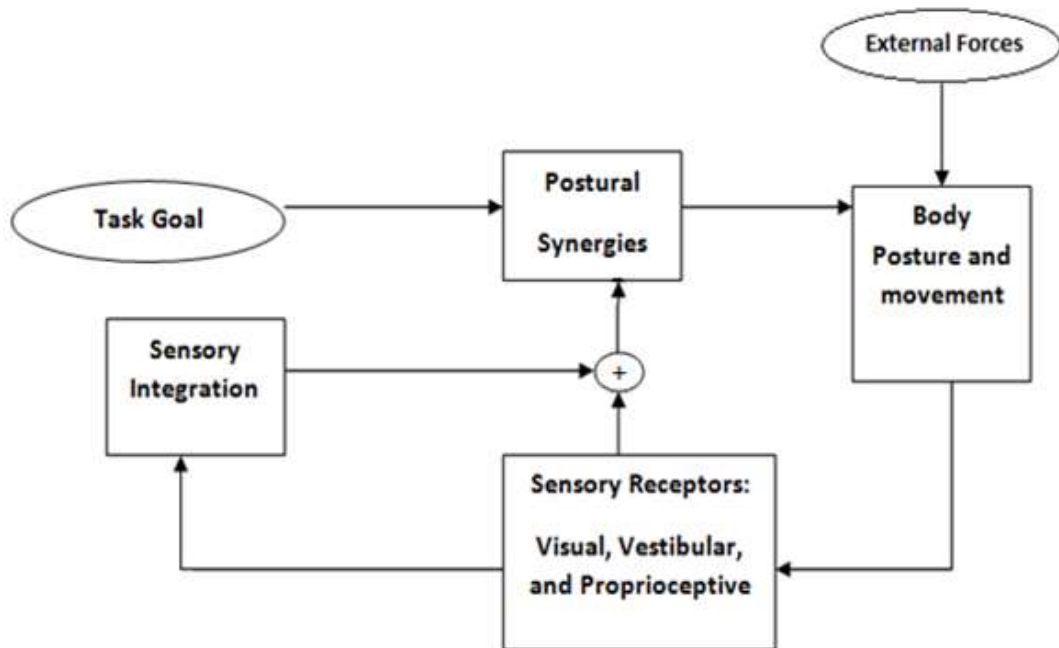 External Forces
Task Goal
Postural
Synergies
Body
Posture and
movement
Sensory
Integration
+
Sensory Receptors:
Visual, Vestibular,
and Proprioceptive